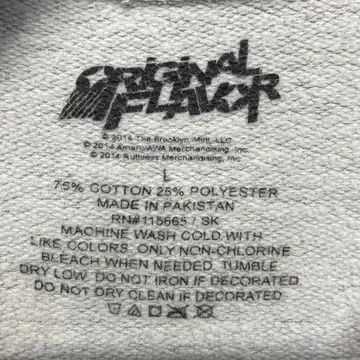 ORIGINAL
FLAVOR
© 2014 The Brooklyn Mint, LLC
© 2014 Amaru/AWA Merchandising, Inc.
© 2014 Ruthless Merchandising, Inc.
L
75% COTTON 25% POLYESTER
MADE IN PAKISTAN
RN#115665 / SK
MACHINE WASH COLD WITH
LIKE COLORS, ONLY NON-CHLORINE
BLEACH WHEN NEEDED. TUMBLE
DRY LOW. DO NOT IRON IF DECORATED
DO NOT DRY CLEAN IF DECORATED